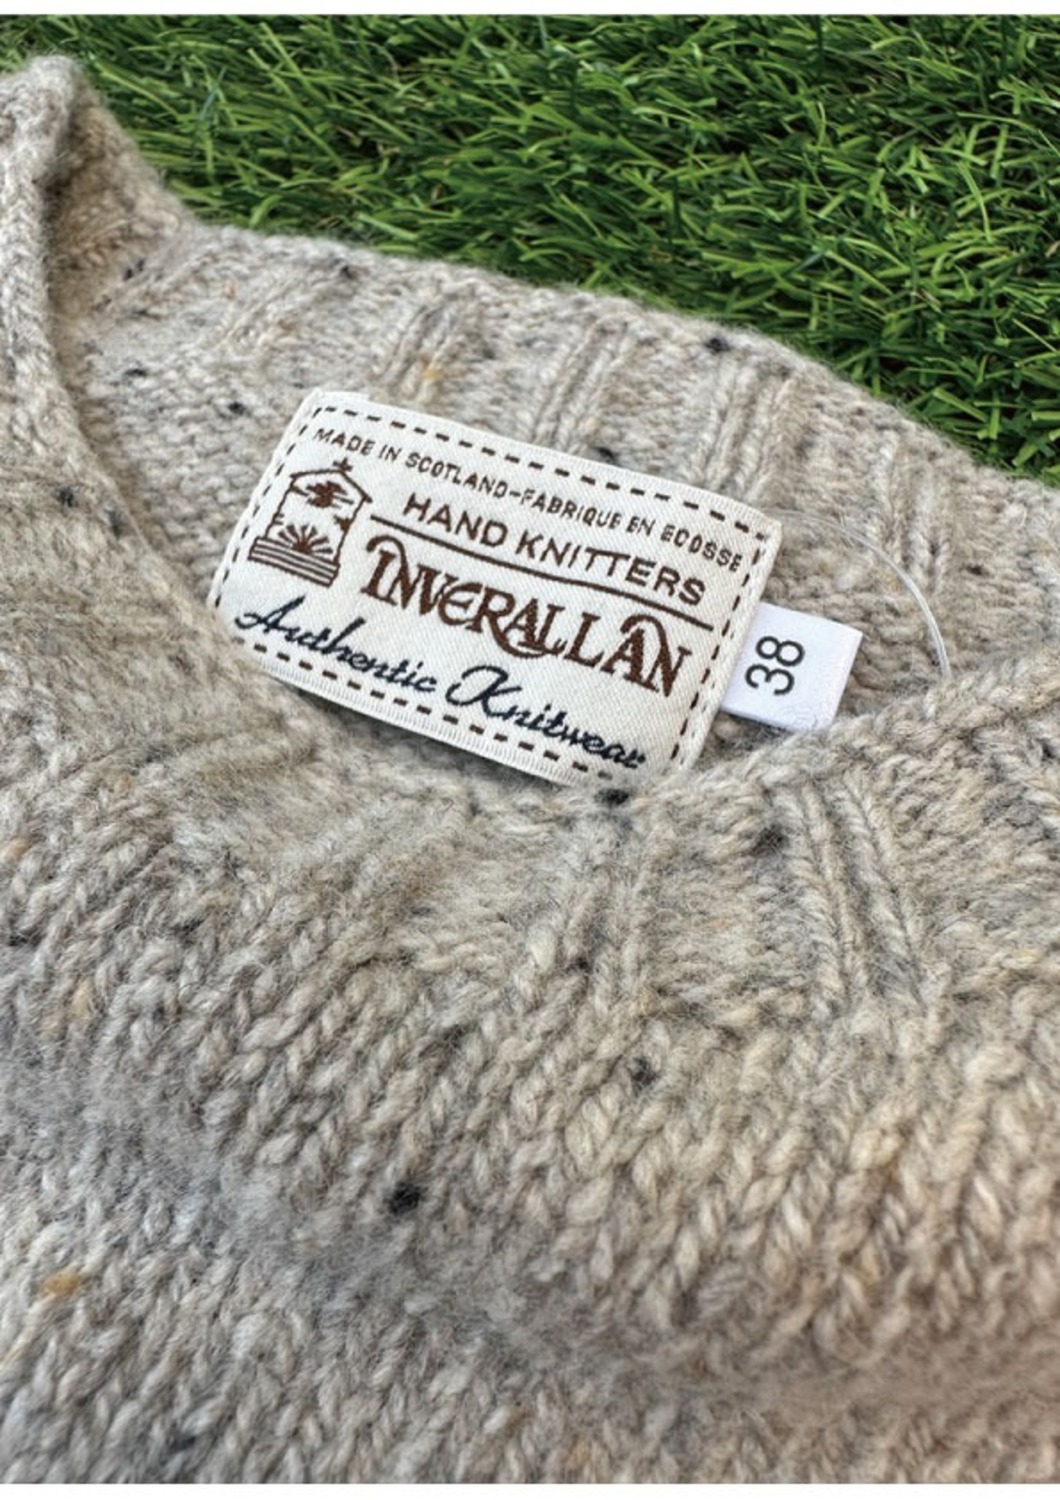 MADE IN SCOTLAND-FABRIQUE EN ECOSSE
HAND KNITTERS
INVERALLAN
Authentic Knitwear
38